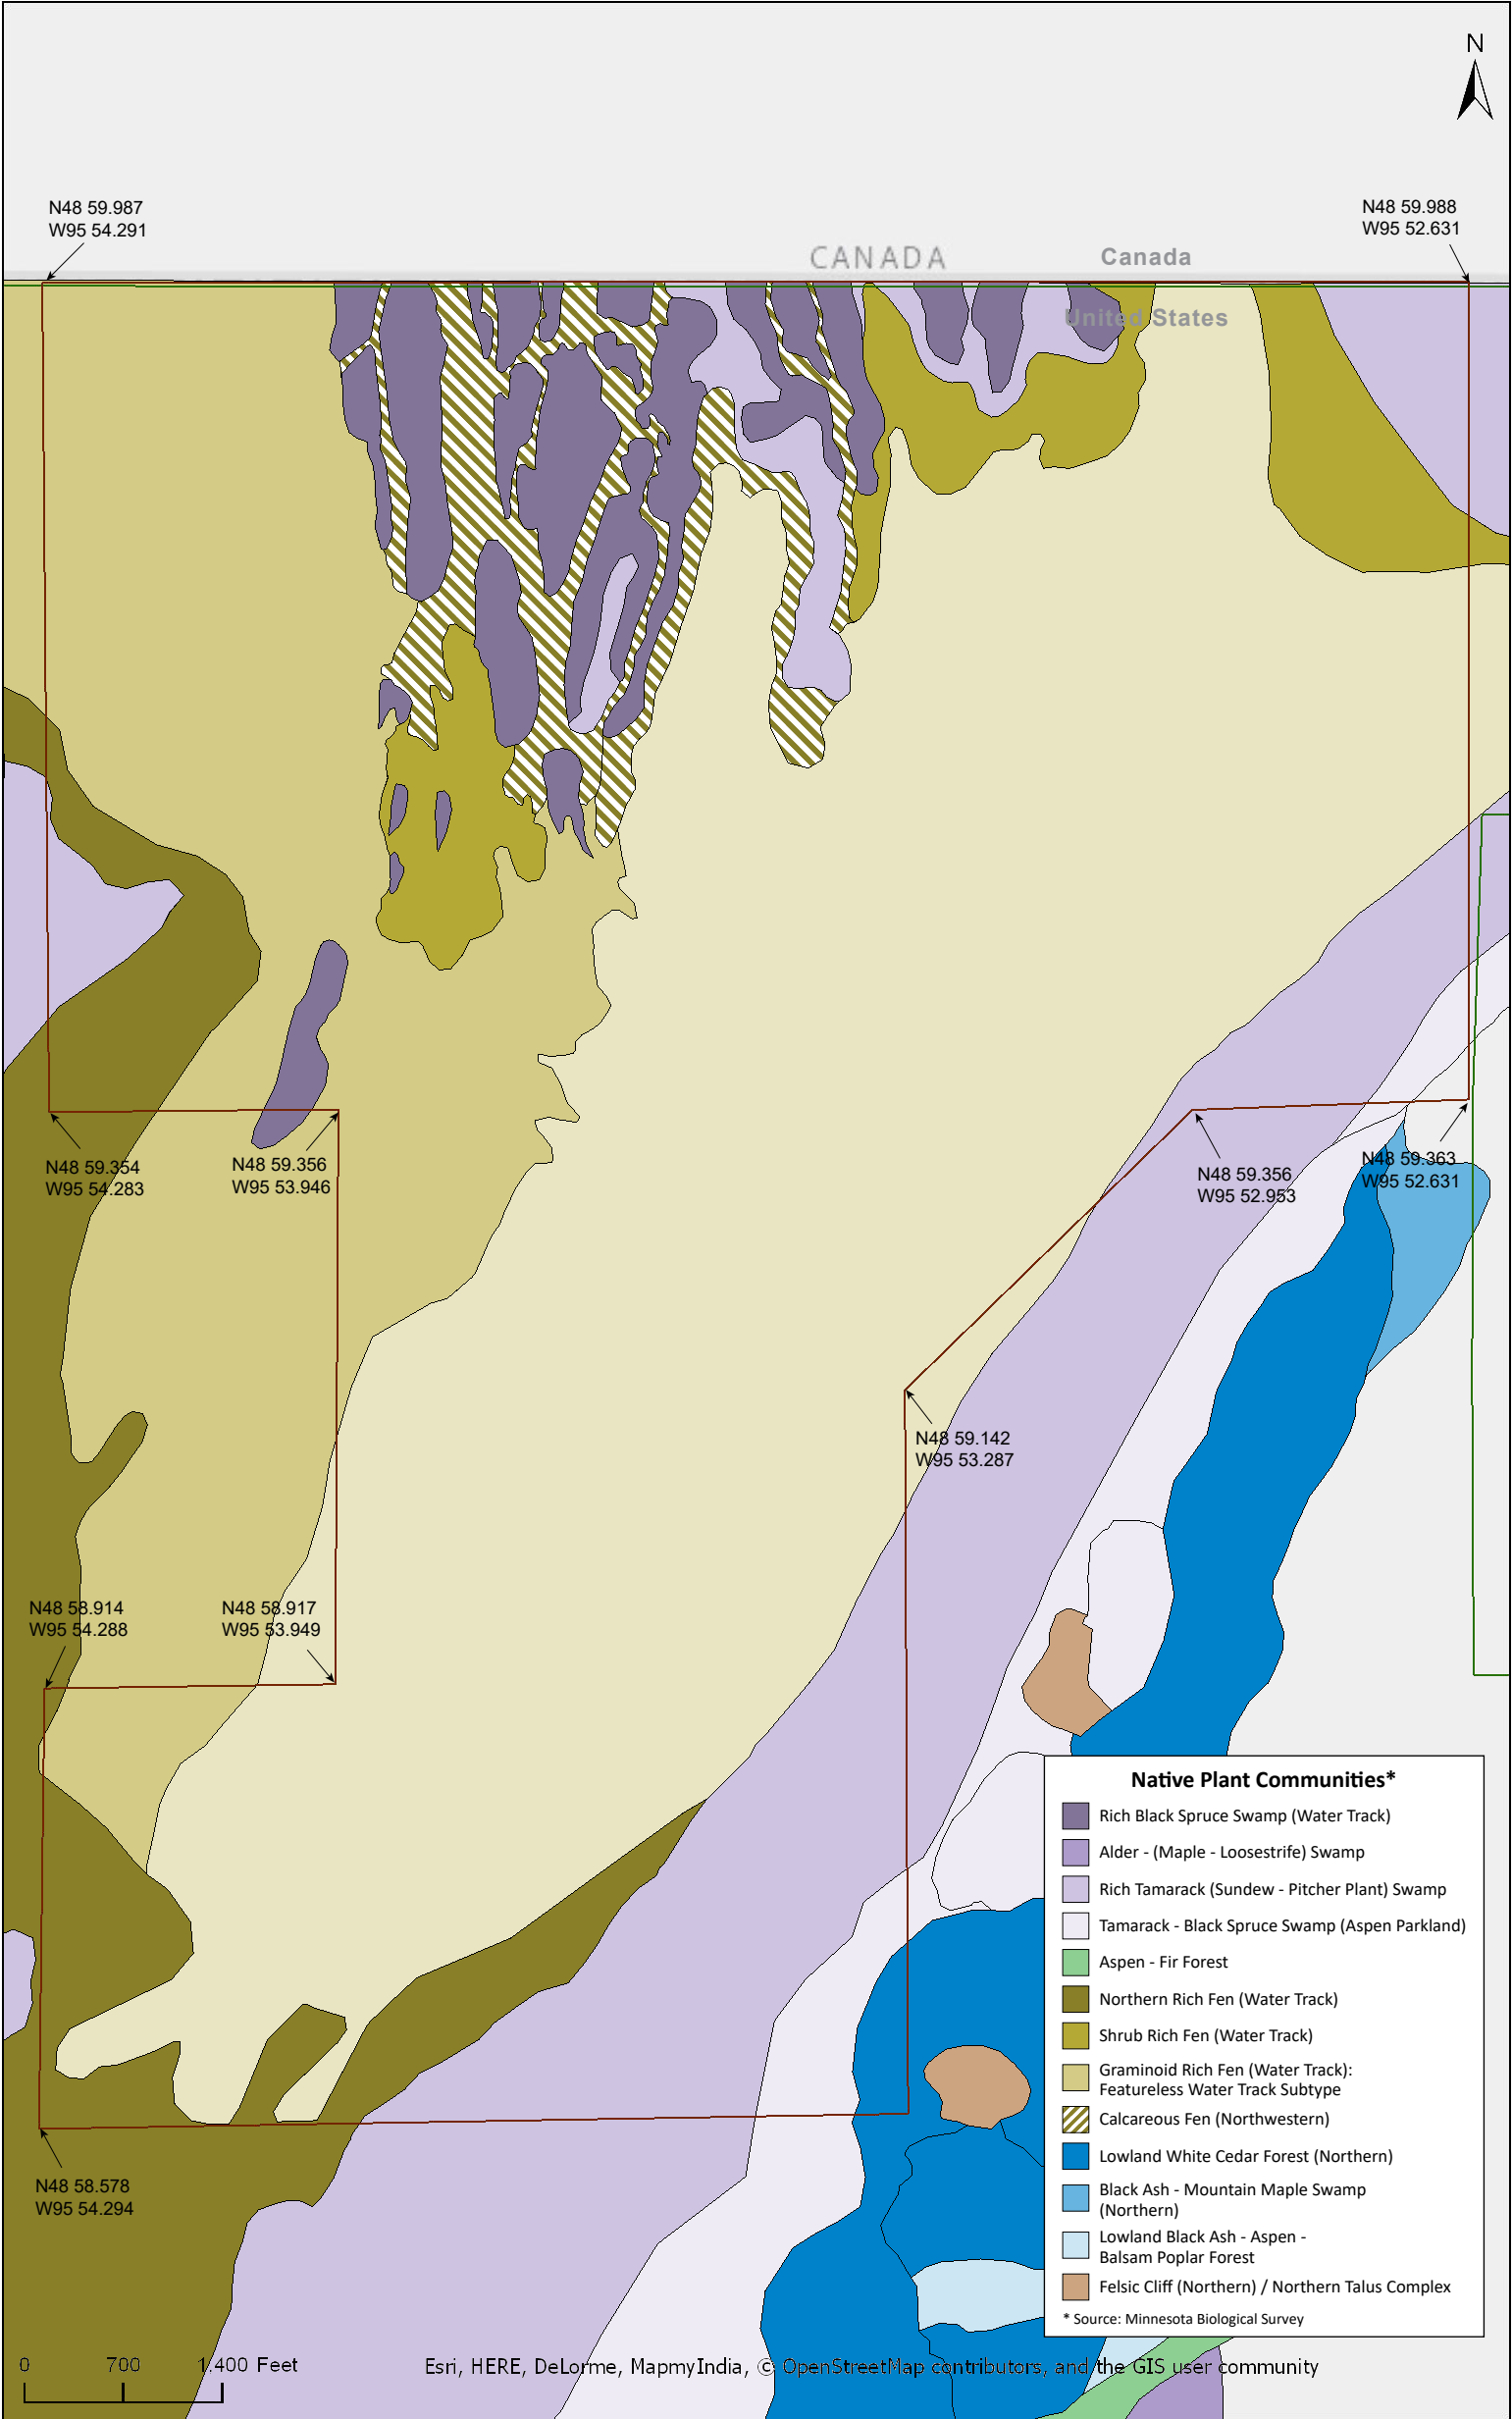 N
N48 59.987
W95 54.291
N48 59.988
W95 52.631
CANADA
Canada
United States
N48 59.354
W95 54.283
N48 59.356
W95 53.946
N48 59.356
W95 52.953
N48 59.363
W95 52.631
N48 59.142
W95 53.287
N48 58.914
W95 54.288
N48 58.917
W95 53.949
N48 58.578
W95 54.294
Native Plant Communities*
Rich Black Spruce Swamp (Water Track)
Alder - (Maple - Loosestrife) Swamp
Rich Tamarack (Sundew - Pitcher Plant) Swamp
Tamarack - Black Spruce Swamp (Aspen Parkland)
Aspen - Fir Forest
Northern Rich Fen (Water Track)
Shrub Rich Fen (Water Track)
Graminoid Rich Fen (Water Track):
Featureless Water Track Subtype
Calcareous Fen (Northwestern)
Lowland White Cedar Forest (Northern)
Black Ash - Mountain Maple Swamp
(Northern)
Lowland Black Ash - Aspen -
Balsam Poplar Forest
Felsic Cliff (Northern) / Northern Talus Complex
* Source: Minnesota Biological Survey
0 700 1,400 Feet
Esri, HERE, DeLorme, MapmyIndia, © OpenStreetMap contributors, and the GIS user community